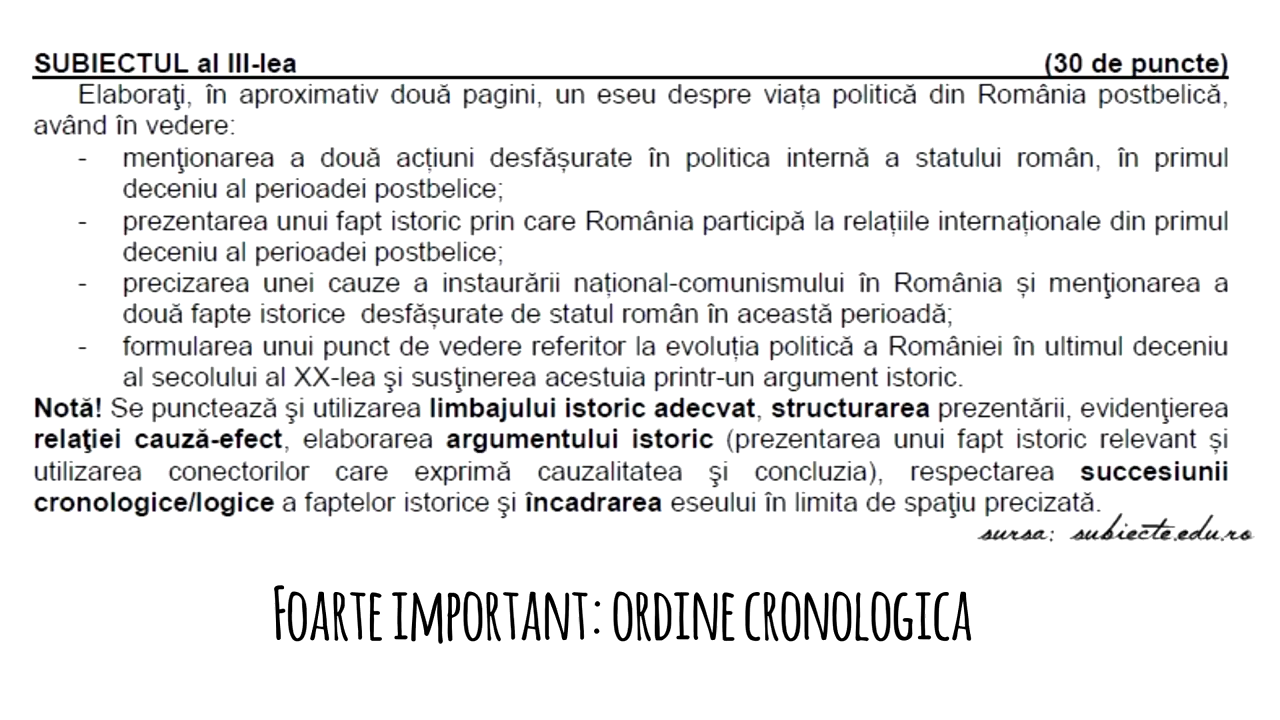 SUBIECTUL al III-lea (30 de puncte)
Elaboraţi, în aproximativ două pagini, un eseu despre viața politică din România postbelică,
având în vedere:
- menţionarea a două acțiuni desfășurate în politica internă a statului român, în primul
deceniu al perioadei postbelice;
- prezentarea unui fapt istoric prin care România participă la relațiile internaționale din primul
deceniu al perioadei postbelice;
- precizarea unei cauze a instaurării național-comunismului în România și menţionarea a
două fapte istorice desfășurate de statul român în această perioadă;
- formularea unui punct de vedere referitor la evoluția politică a României în ultimul deceniu
al secolului al XX-lea şi susţinerea acestuia printr-un argument istoric.
Notă! Se punctează şi utilizarea limbajului istoric adecvat, structurarea prezentării, evidenţierea
relaţiei cauză-efect, elaborarea argumentului istoric (prezentarea unui fapt istoric relevant și
utilizarea conectorilor care exprimă cauzalitatea şi concluzia), respectarea succesiunii
cronologice/logice a faptelor istorice şi încadrarea eseului în limita de spaţiu precizată.
sursa: subiecte.edu.ro
Foarte important: ordine cronologica